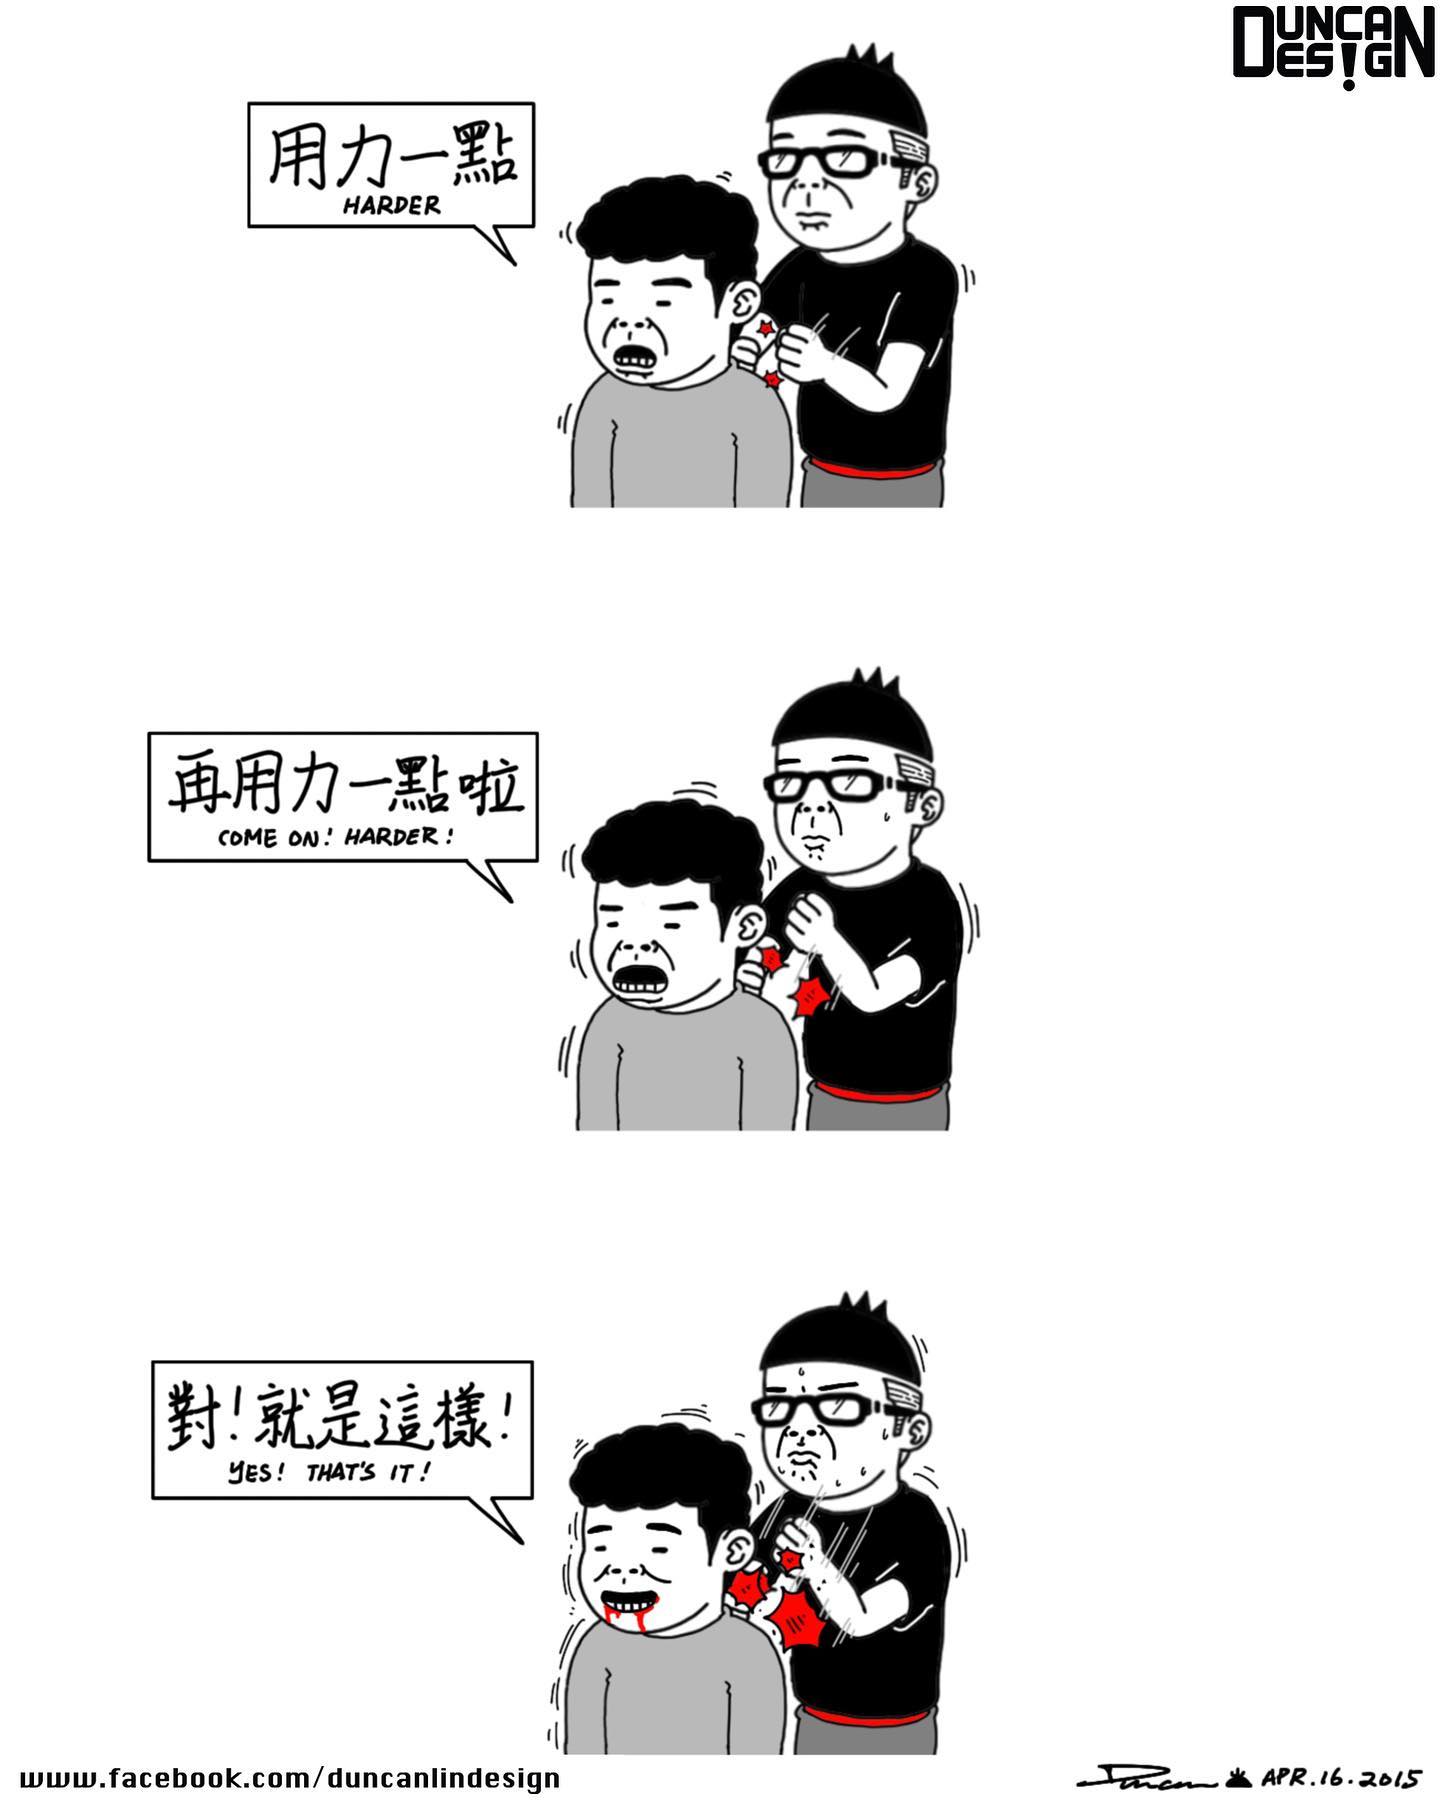 DUNCAN
DES!GN
用力一點
HARDER
再用力一點啦
COME ON! HARDER!
對!就是這樣!
YES! THAT'S IT!
www.facebook.com/duncanlindesign
Duncan APR.16.2015